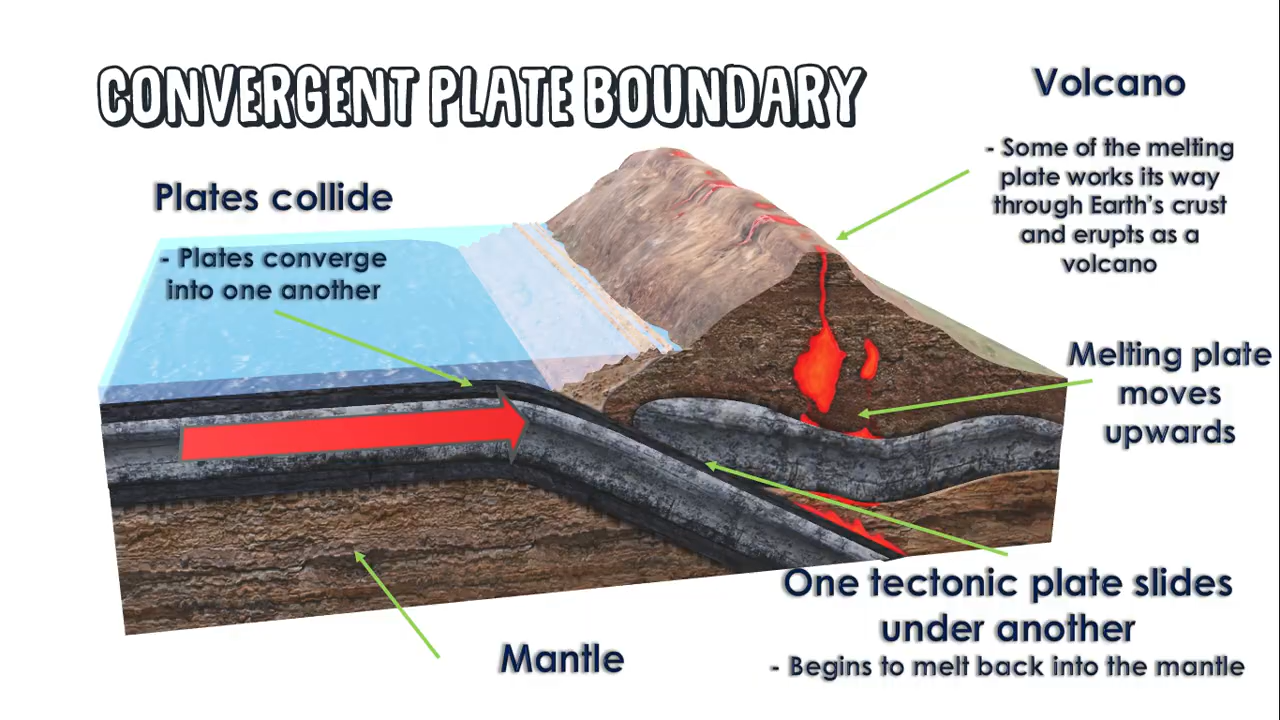 CONVERGENT PLATE BOUNDARY
Volcano
- Some of the melting
plate works its way
through Earth's crust
and erupts as a
volcano
Plates collide
- Plates converge
into one another
Melting plate
moves
upwards
One tectonic plate slides
under another
- Begins to melt back into the mantle
Mantle